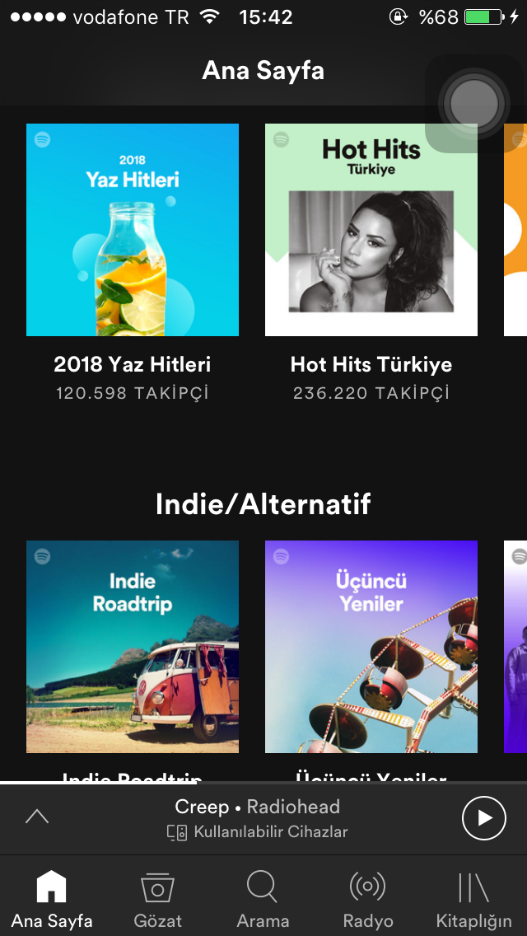 vodafone TR 15:42 %68
Ana Sayfa
2018
Yaz Hitleri
Hot Hits
Türkiye
2018 Yaz Hitleri
Hot Hits Türkiye
120.598 TAKİPÇİ
236.220 TAKİPÇİ
Indie/Alternatif
Indie
Roadtrip
Üçüncü
Yeniler
Indie Roadtrip
Üçüncü Yeniler
Creep • Radiohead
Kullanılabilir Cihazlar
Ana Sayfa
Gözat
Arama
Radyo
Kitaplığın